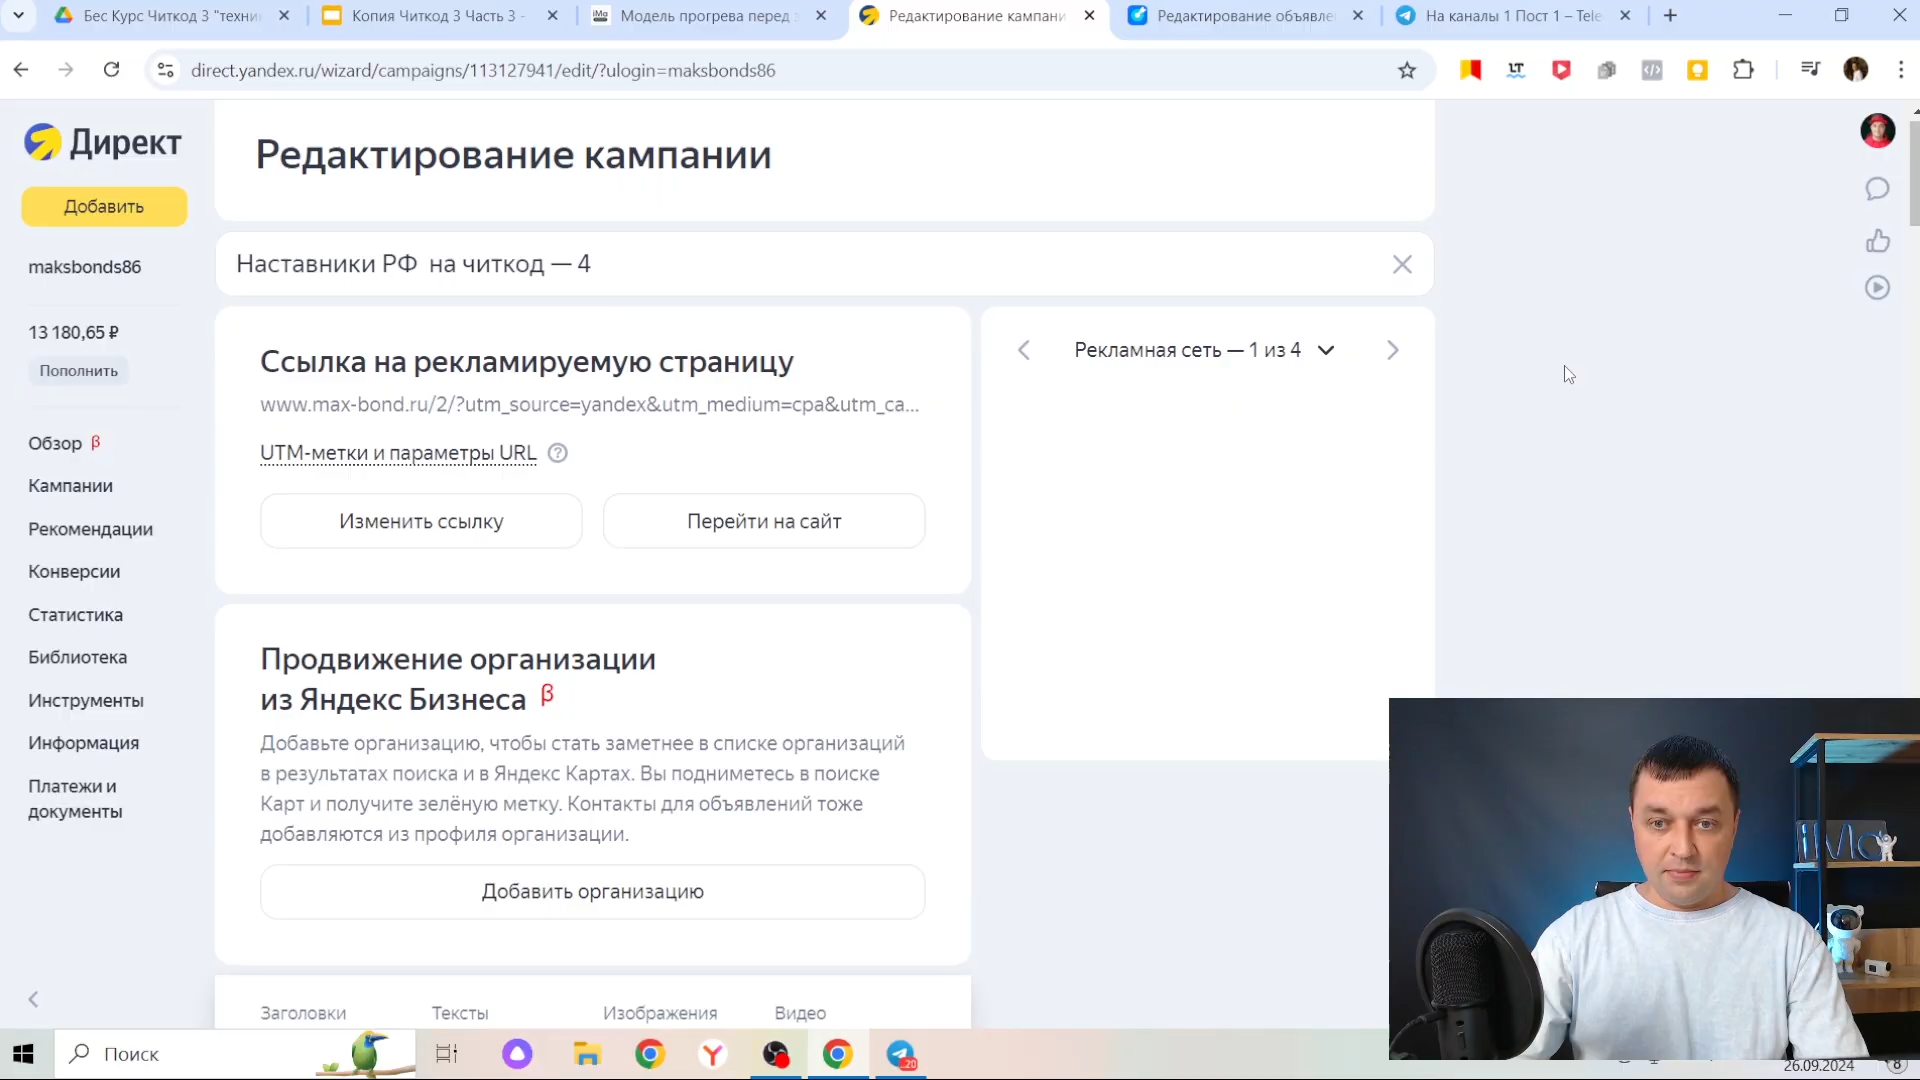 Бес Курс Читкод 3 "техни
Копия Читкод 3 Часть 3 -
Модель прогрева перед з
Редактирование кампани
Редактирование объявле
На каналы 1 Пост 1 – Tele
direct.yandex.ru/wizard/campaigns/113127941/edit/?ulogin=maksbonds86
Директ
Добавить
maksbonds86
13 180,65 ₽
Пополнить
Обзор β
Кампании
Рекомендации
Конверсии
Статистика
Библиотека
Инструменты
Информация
Платежи и
документы
Редактирование кампании
Наставники РФ на читкод — 4
Ссылка на рекламируемую страницу
www.max-bond.ru/2/?utm_source=yandex&utm_medium=cpa&utm_ca...
UTM-метки и параметры URL ?
Изменить ссылку
Перейти на сайт
Рекламная сеть — 1 из 4
Продвижение организации
из Яндекс Бизнеса β
Добавьте организацию, чтобы стать заметнее в списке организаций
в результатах поиска и в Яндекс Картах. Вы подниметесь в поиске
Карт и получите зелёную метку. Контакты для объявлений тоже
добавляются из профиля организации.
Добавить организацию
Заголовки
Тексты
Изображения
Видео
Поиск
20
26.09.2024
8